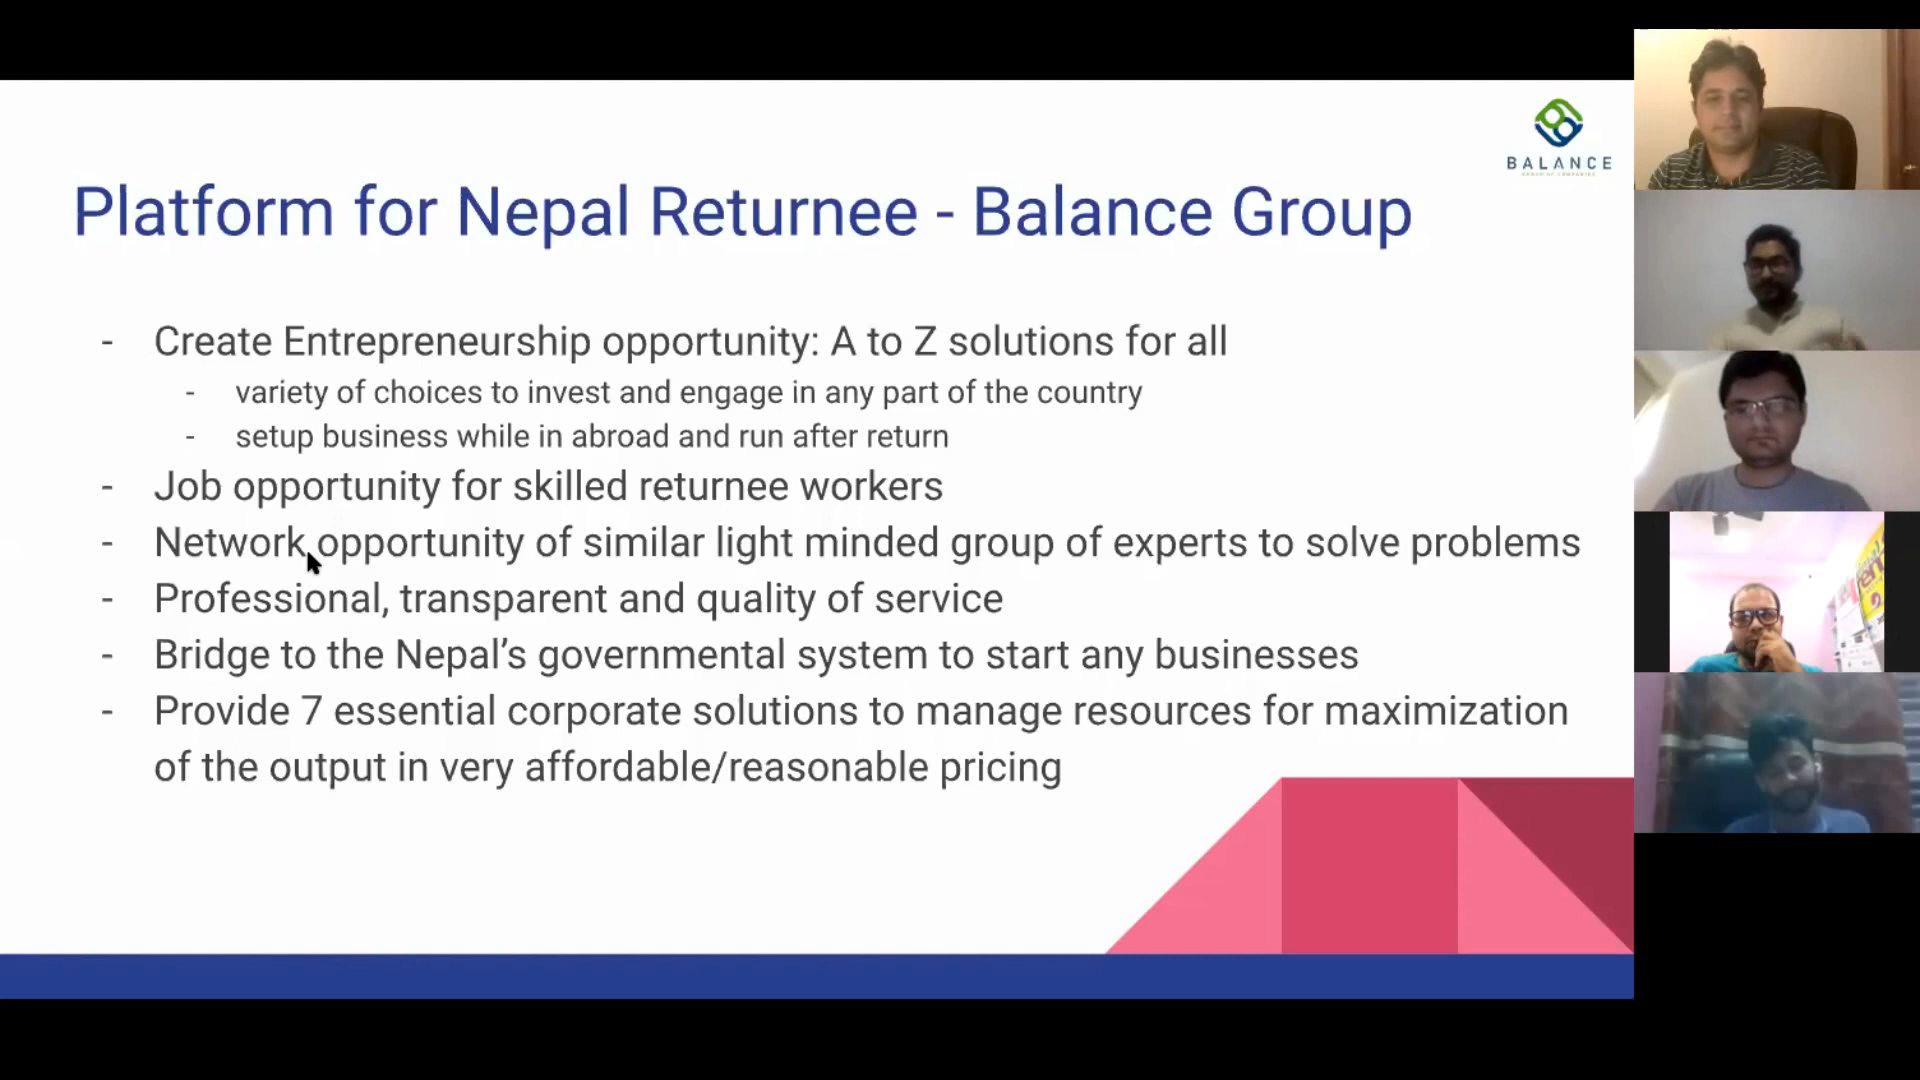 BALANCE
GROUP OF COMPANIES
Platform for Nepal Returnee - Balance Group
- Create Entrepreneurship opportunity: A to Z solutions for all
- variety of choices to invest and engage in any part of the country
- setup business while in abroad and run after return
- Job opportunity for skilled returnee workers
- Network opportunity of similar light minded group of experts to solve problems
- Professional, transparent and quality of service
- Bridge to the Nepal’s governmental system to start any businesses
- Provide 7 essential corporate solutions to manage resources for maximization
of the output in very affordable/reasonable pricing